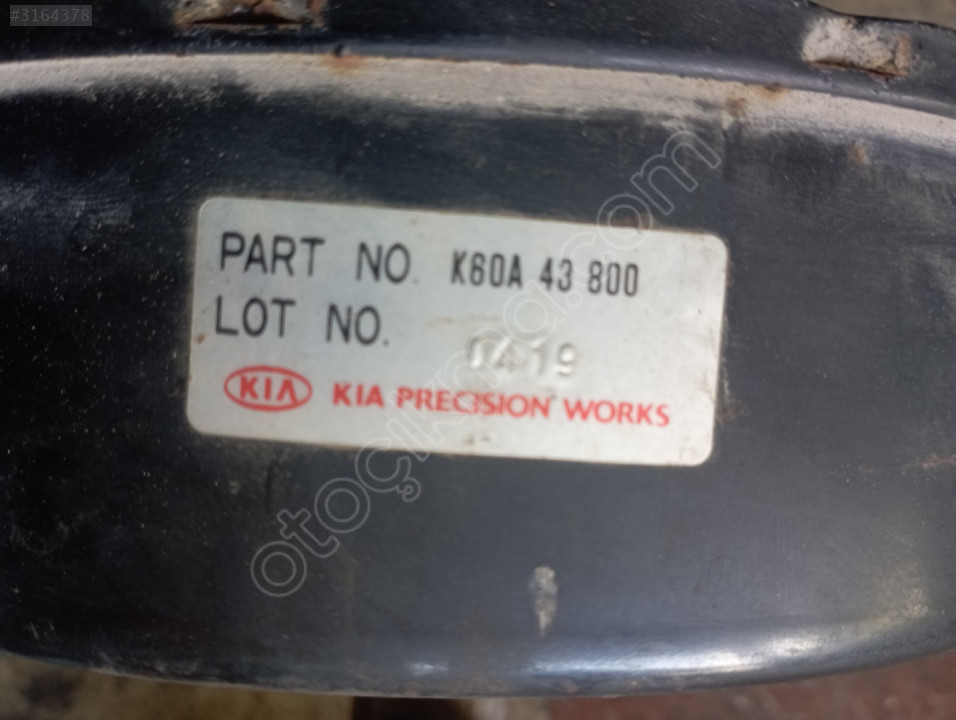 #3164378
PART NO. K60A 43 800
LOT NO. 0419
KIA KIA PRECISION WORKS
otoçıkma.com